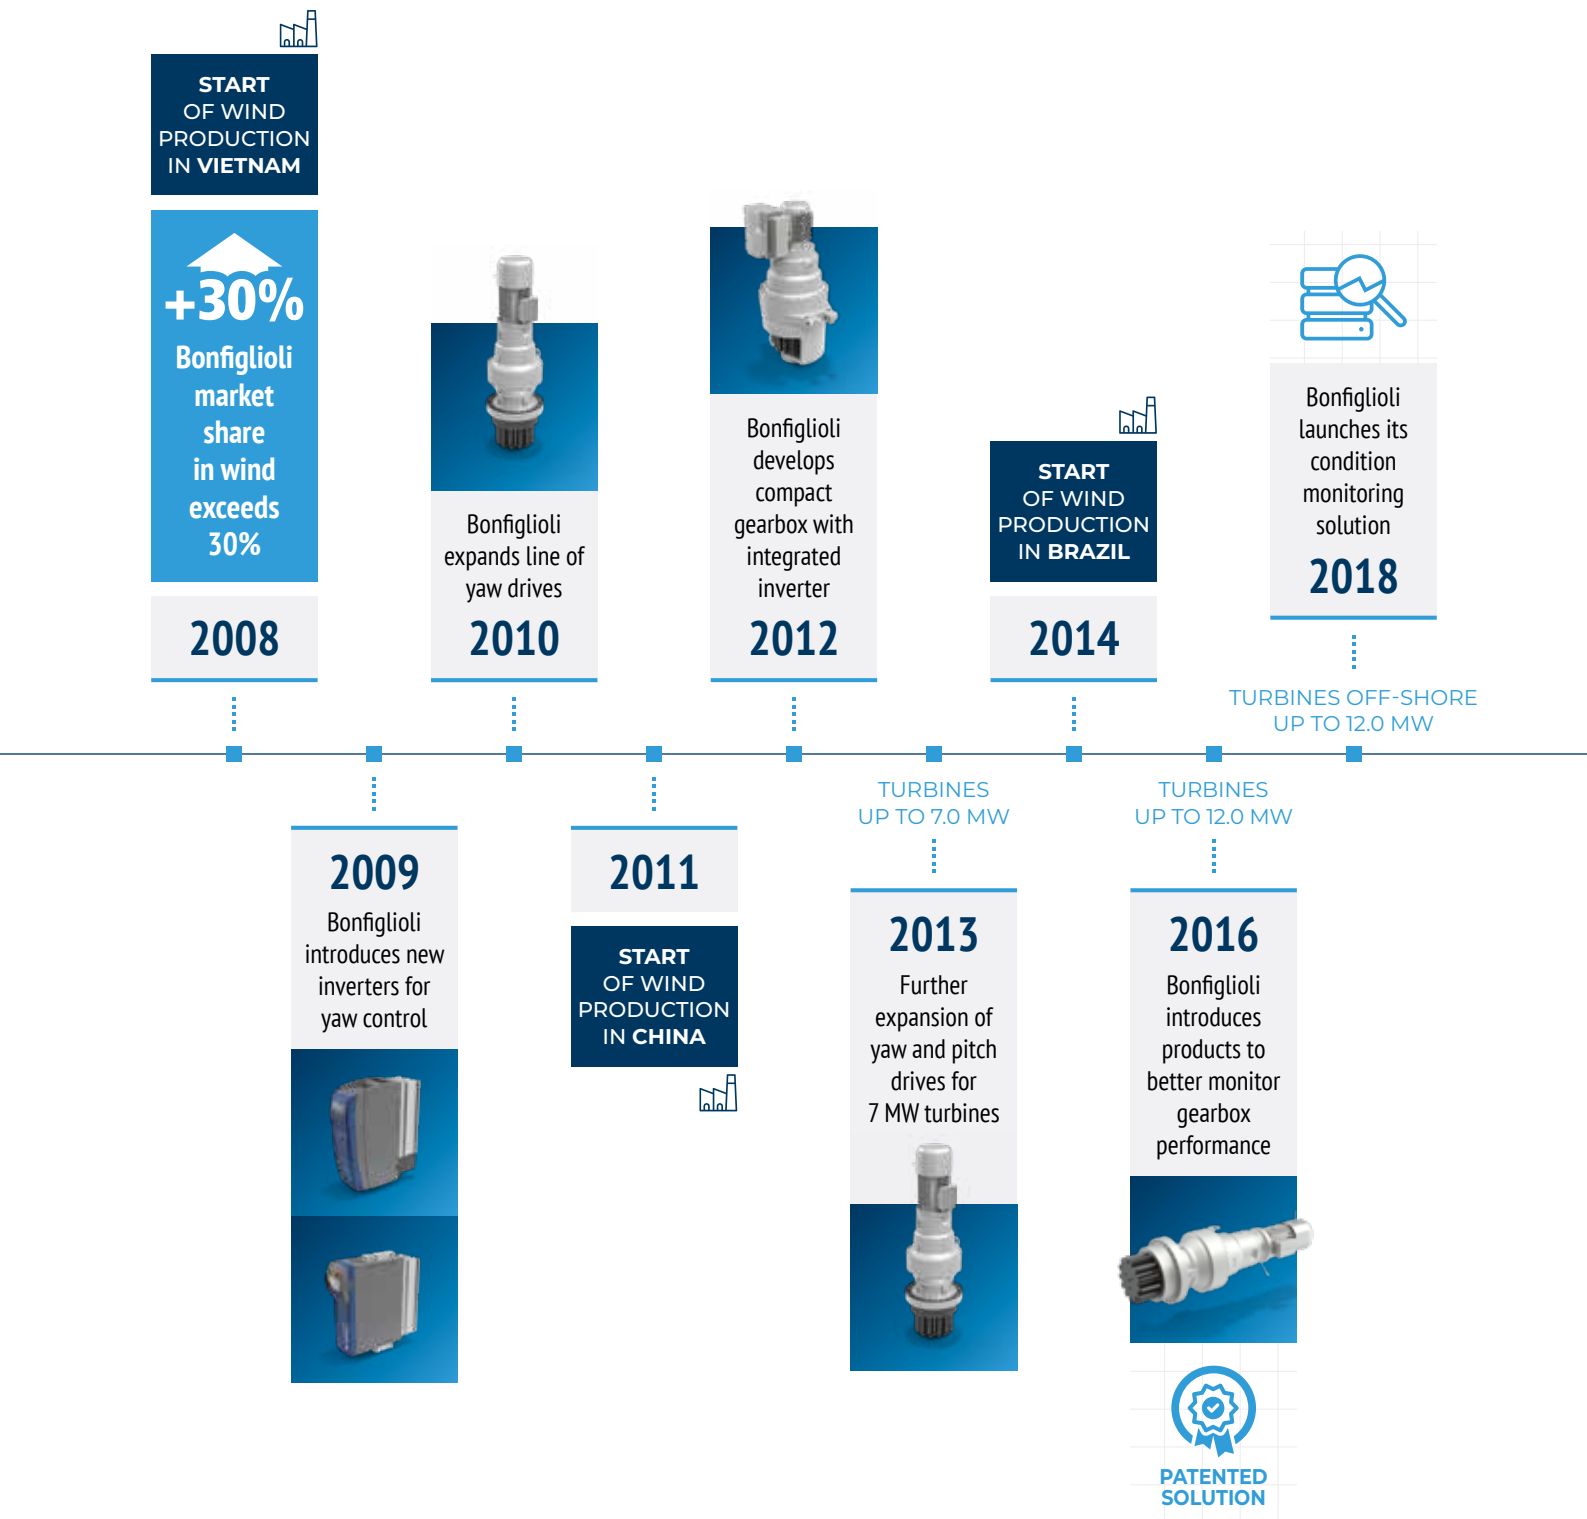 START
OF WIND
PRODUCTION
IN VIETNAM
+30%
Bonfiglioli
market
share
in wind
exceeds
30%
2008
Bonfiglioli
expands line of
yaw drives
2010
Bonfiglioli
develops
compact
gearbox with
integrated
inverter
2012
START
OF WIND
PRODUCTION
IN BRAZIL
2014
Bonfiglioli
launches its
condition
monitoring
solution
2018
TURBINES OFF-SHORE
UP TO 12.0 MW
2009
Bonfiglioli
introduces new
inverters for
yaw control
2011
START
OF WIND
PRODUCTION
IN CHINA
TURBINES
UP TO 7.0 MW
2013
Further
expansion of
yaw and pitch
drives for
7 MW turbines
TURBINES
UP TO 12.0 MW
2016
Bonfiglioli
introduces
products to
better monitor
gearbox
performance
PATENTED
SOLUTION